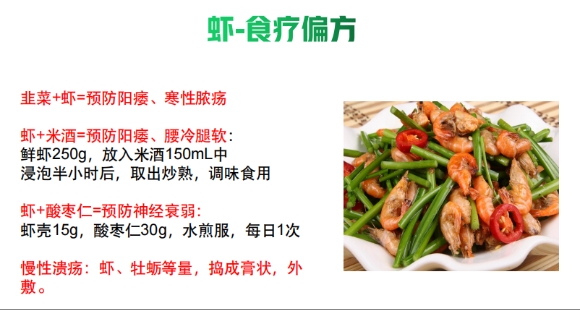 虾-食疗偏方
韭菜+虾=预防阳痿、寒性脓疡
虾+米酒=预防阳痿、腰冷腿软：
鲜虾250g，放入米酒150mL中
浸泡半小时后，取出炒熟，调味食用
虾+酸枣仁=预防神经衰弱：
虾壳15g，酸枣仁30g，水煎服，每日1次
慢性溃疡：虾、牡蛎等量，捣成膏状，外
敷。